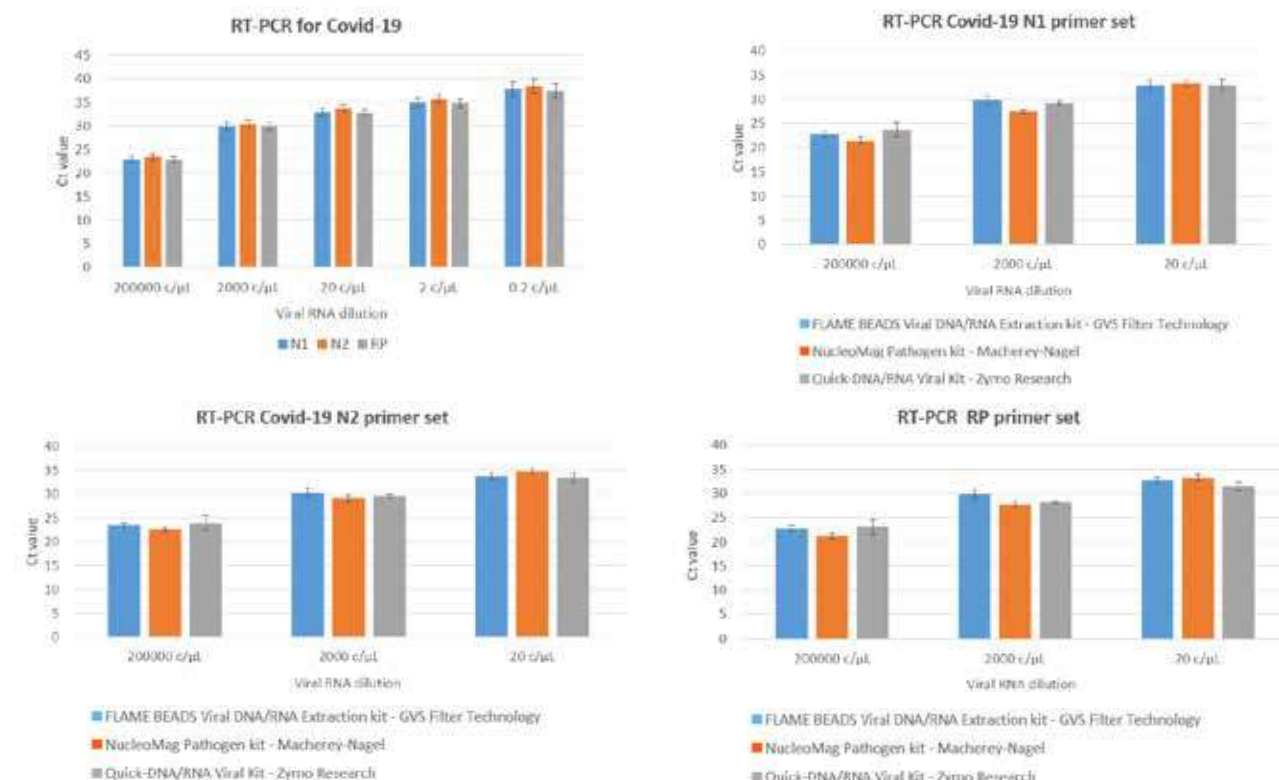 RT-PCR for Covid-19
45
40
35
30
25
20
15
10
5
0
Ct value
200000 c/µL
2000 c/µL
20 c/µL
2 c/µL
0.2 c/µL
Viral RNA dilution
N1 N2 RP
RT-PCR Covid-19 N1 primer set
40
35
30
25
20
15
10
5
0
Ct value
200000 c/µL
2000 c/µL
20 c/µL
Viral RNA dilution
FLAME BEADS Viral DNA/RNA Extraction kit - GVS Filter Technology
NucleoMag Pathogen kit - Macherey-Nagel
Quick-DNA/RNA Viral Kit - Zymo Research
RT-PCR Covid-19 N2 primer set
40
35
30
25
20
15
10
5
0
Ct value
200000 c/µL
2000 c/µL
20 c/µL
Viral RNA dilution
FLAME BEADS Viral DNA/RNA Extraction kit - GVS Filter Technology
NucleoMag Pathogen kit - Macherey-Nagel
Quick-DNA/RNA Viral Kit - Zymo Research
RT-PCR RP primer set
40
35
30
25
20
15
10
5
0
Ct value
200000 c/µL
2000 c/µL
20 c/µL
Viral RNA dilution
FLAME BEADS Viral DNA/RNA Extraction kit - GVS Filter Technology
NucleoMag Pathogen kit - Macherey-Nagel
Quick-DNA/RNA Viral Kit - Zymo Research